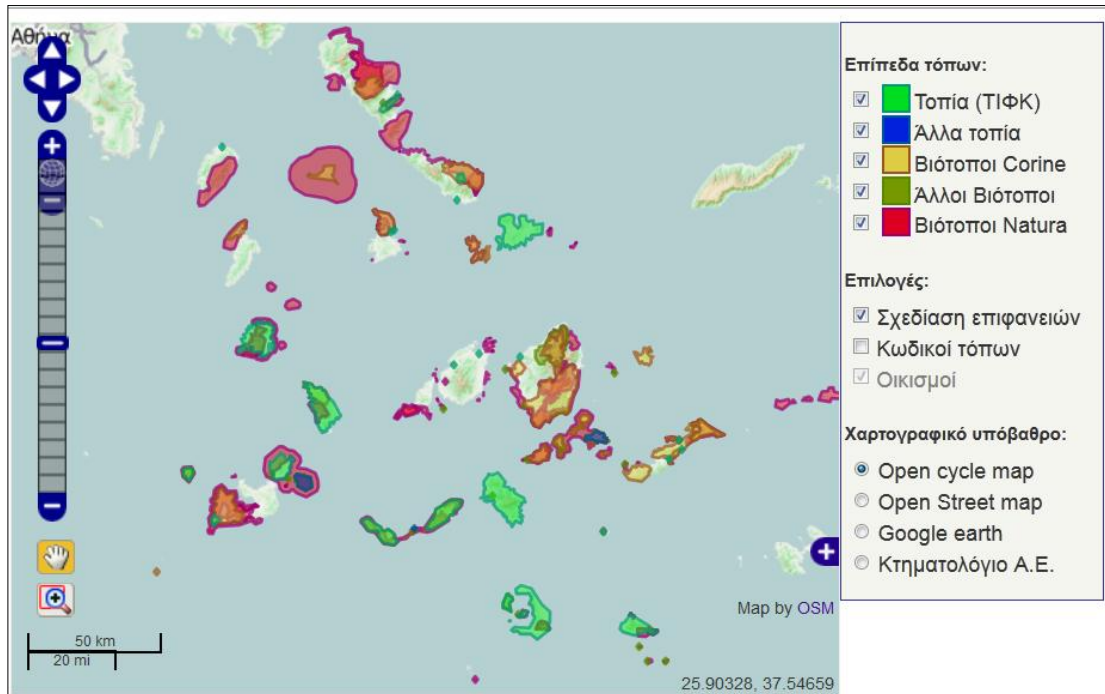 Αθήνα
Επίπεδα τόπων:
Τοπία (ΤΙΦΚ)
Άλλα τοπία
Βιότοποι Corine
Άλλοι Βιότοποι
Βιότοποι Natura
Επιλογές:
Σχεδίαση επιφανειών
Κωδικοί τόπων
Οικισμοί
Χαρτογραφικό υπόβαθρο:
Open cycle map
Open Street map
Google earth
Κτηματολόγιο Α.Ε.
Map by OSM
50 km
20 mi
25.90328, 37.54659